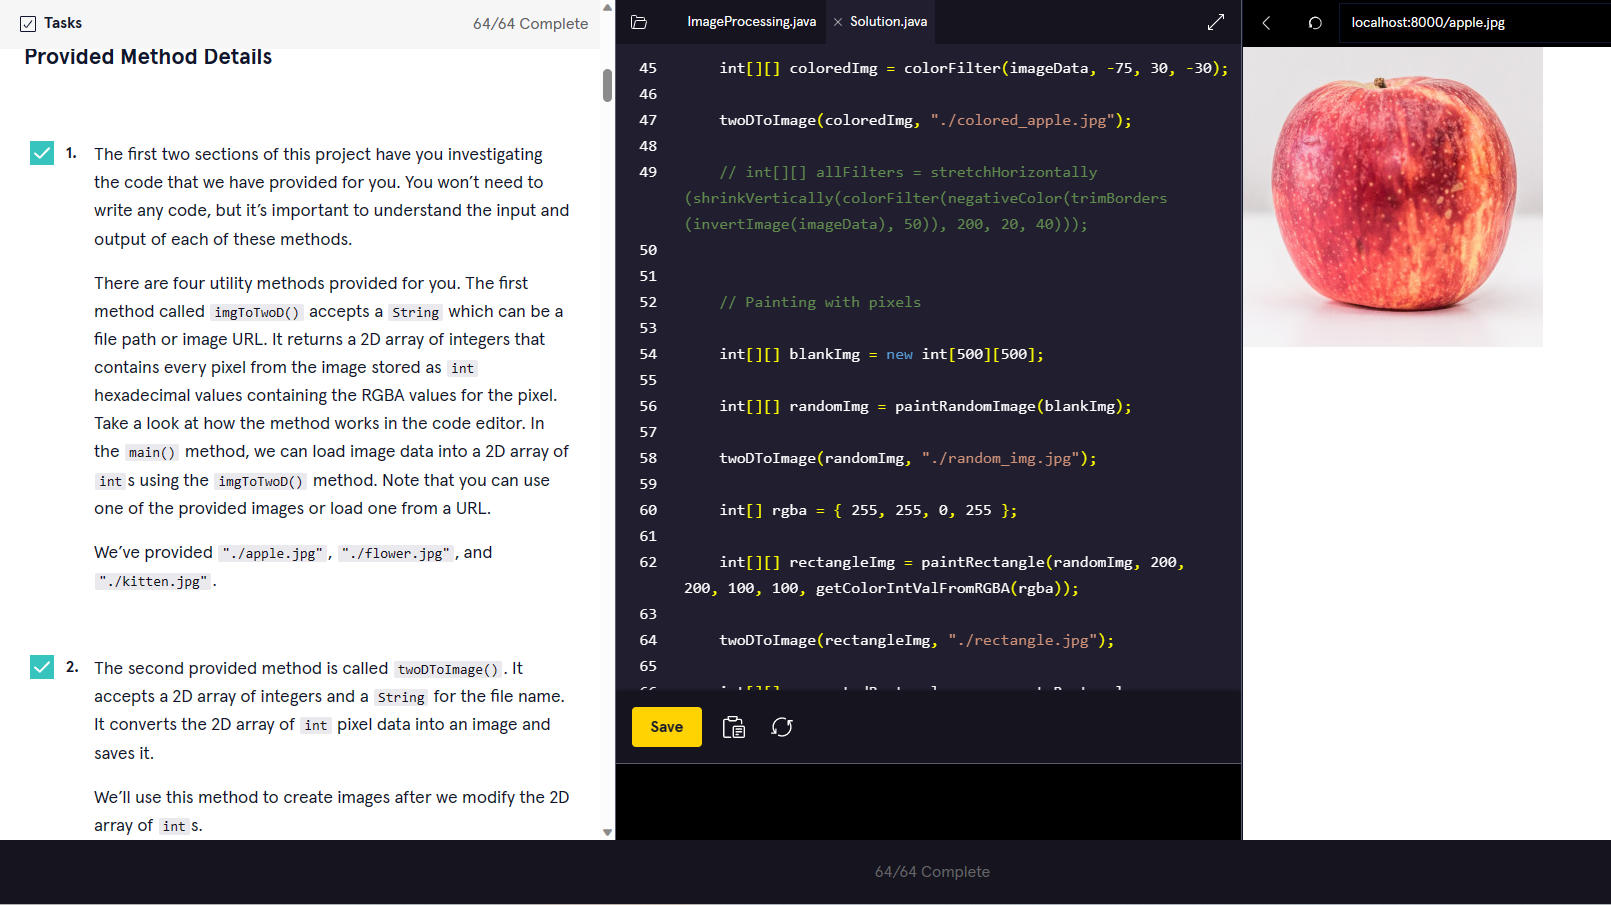 Tasks
64/64 Complete
Provided Method Details
1. The first two sections of this project have you investigating
the code that we have provided for you. You won’t need to
write any code, but it’s important to understand the input and
output of each of these methods.
There are four utility methods provided for you. The first
method called imgToTwoD() accepts a String which can be a
file path or image URL. It returns a 2D array of integers that
contains every pixel from the image stored as int
hexadecimal values containing the RGBA values for the pixel.
Take a look at how the method works in the code editor. In
the main() method, we can load image data into a 2D array of
int s using the imgToTwoD() method. Note that you can use
one of the provided images or load one from a URL.
We’ve provided "./apple.jpg", "./flower.jpg", and
"./kitten.jpg".
2. The second provided method is called twoDToImage(). It
accepts a 2D array of integers and a String for the file name.
It converts the 2D array of int pixel data into an image and
saves it.
We’ll use this method to create images after we modify the 2D
array of int s.
ImageProcessing.java
Solution.java
45 int[][] coloredImg = colorFilter(imageData, -75, 30, -30);
46
47 twoDToImage(coloredImg, "./colored_apple.jpg");
48
49 // int[][] allFilters = stretchHorizontally
(shrinkVertically(colorFilter(negativeColor(trimBorders
(invertImage(imageData), 50)), 200, 20, 40)));
50
51
52 // Painting with pixels
53
54 int[][] blankImg = new int[500][500];
55
56 int[][] randomImg = paintRandomImage(blankImg);
57
58 twoDToImage(randomImg, "./random_img.jpg");
59
60 int[] rgba = { 255, 255, 0, 255 };
61
62 int[][] rectangleImg = paintRectangle(randomImg, 200,
200, 100, 100, getColorIntValFromRGBA(rgba));
63
64 twoDToImage(rectangleImg, "./rectangle.jpg");
65
Save
localhost:8000/apple.jpg
64/64 Complete